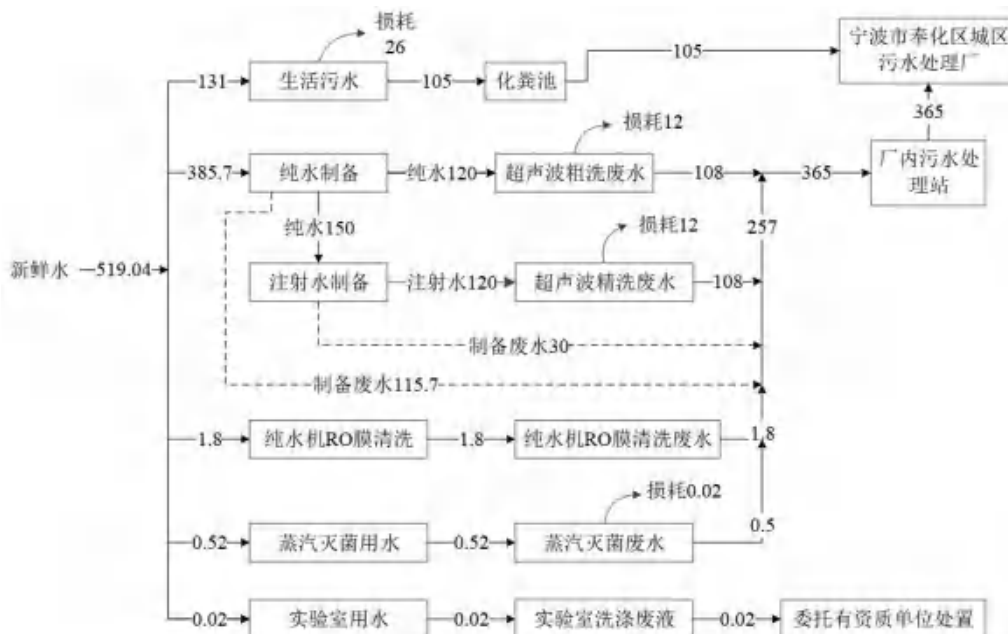 损耗
26
宁波市奉化区城区
污水处理厂
131
生活污水
105
化粪池
105
365
损耗12
385.7
纯水制备
纯水120
超声波粗洗废水
108
365
厂内污水处
理站
纯水150
损耗12
257
新鲜水
519.04
注射水制备
注射水120
超声波精洗废水
108
制备废水30
制备废水115.7
1.8
纯水机RO膜清洗
1.8
纯水机RO膜清洗废水
1.8
损耗0.02
0.5
0.52
蒸汽灭菌用水
0.52
蒸汽灭菌废水
0.02
实验室用水
0.02
实验室洗涤废液
0.02
委托有资质单位处置